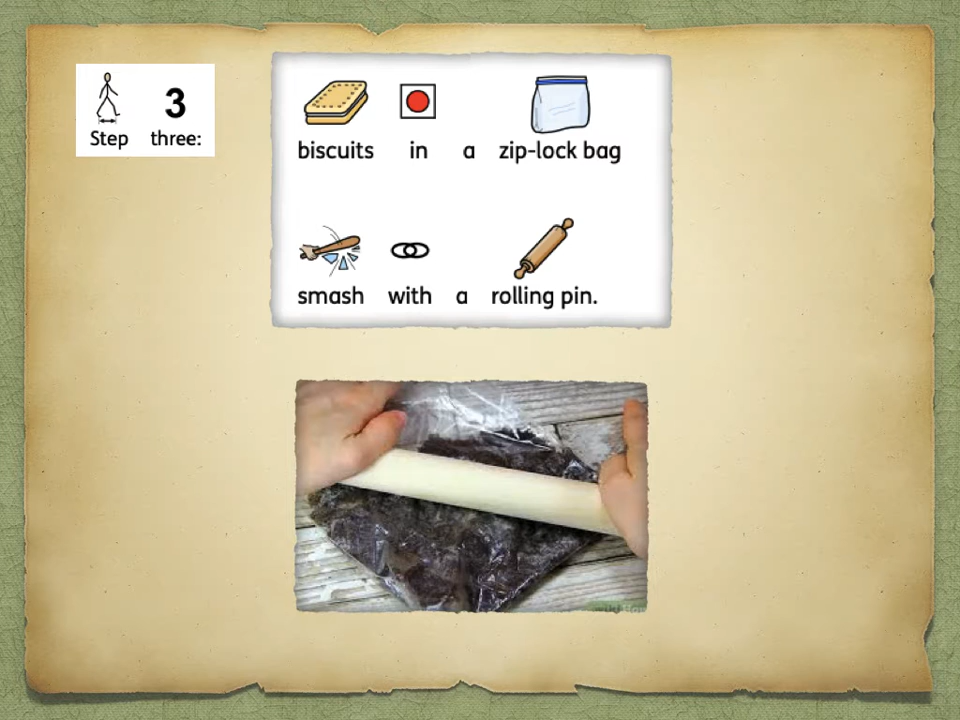 3
Step three:
biscuits in a zip-lock bag
smash with a rolling pin.